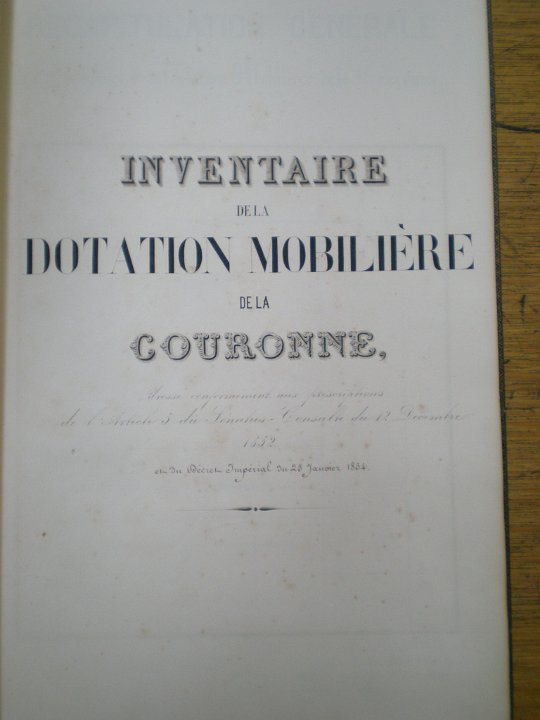 INVENTAIRE
DE LA
DOTATION MOBILIÈRE
DE LA
COURONNE,
dressé conformément aux prescriptions
de l'Article 5 du Sénatus-Consulte du 12 Décembre
1852
et du Décret Impérial du 25 Janvier 1854.